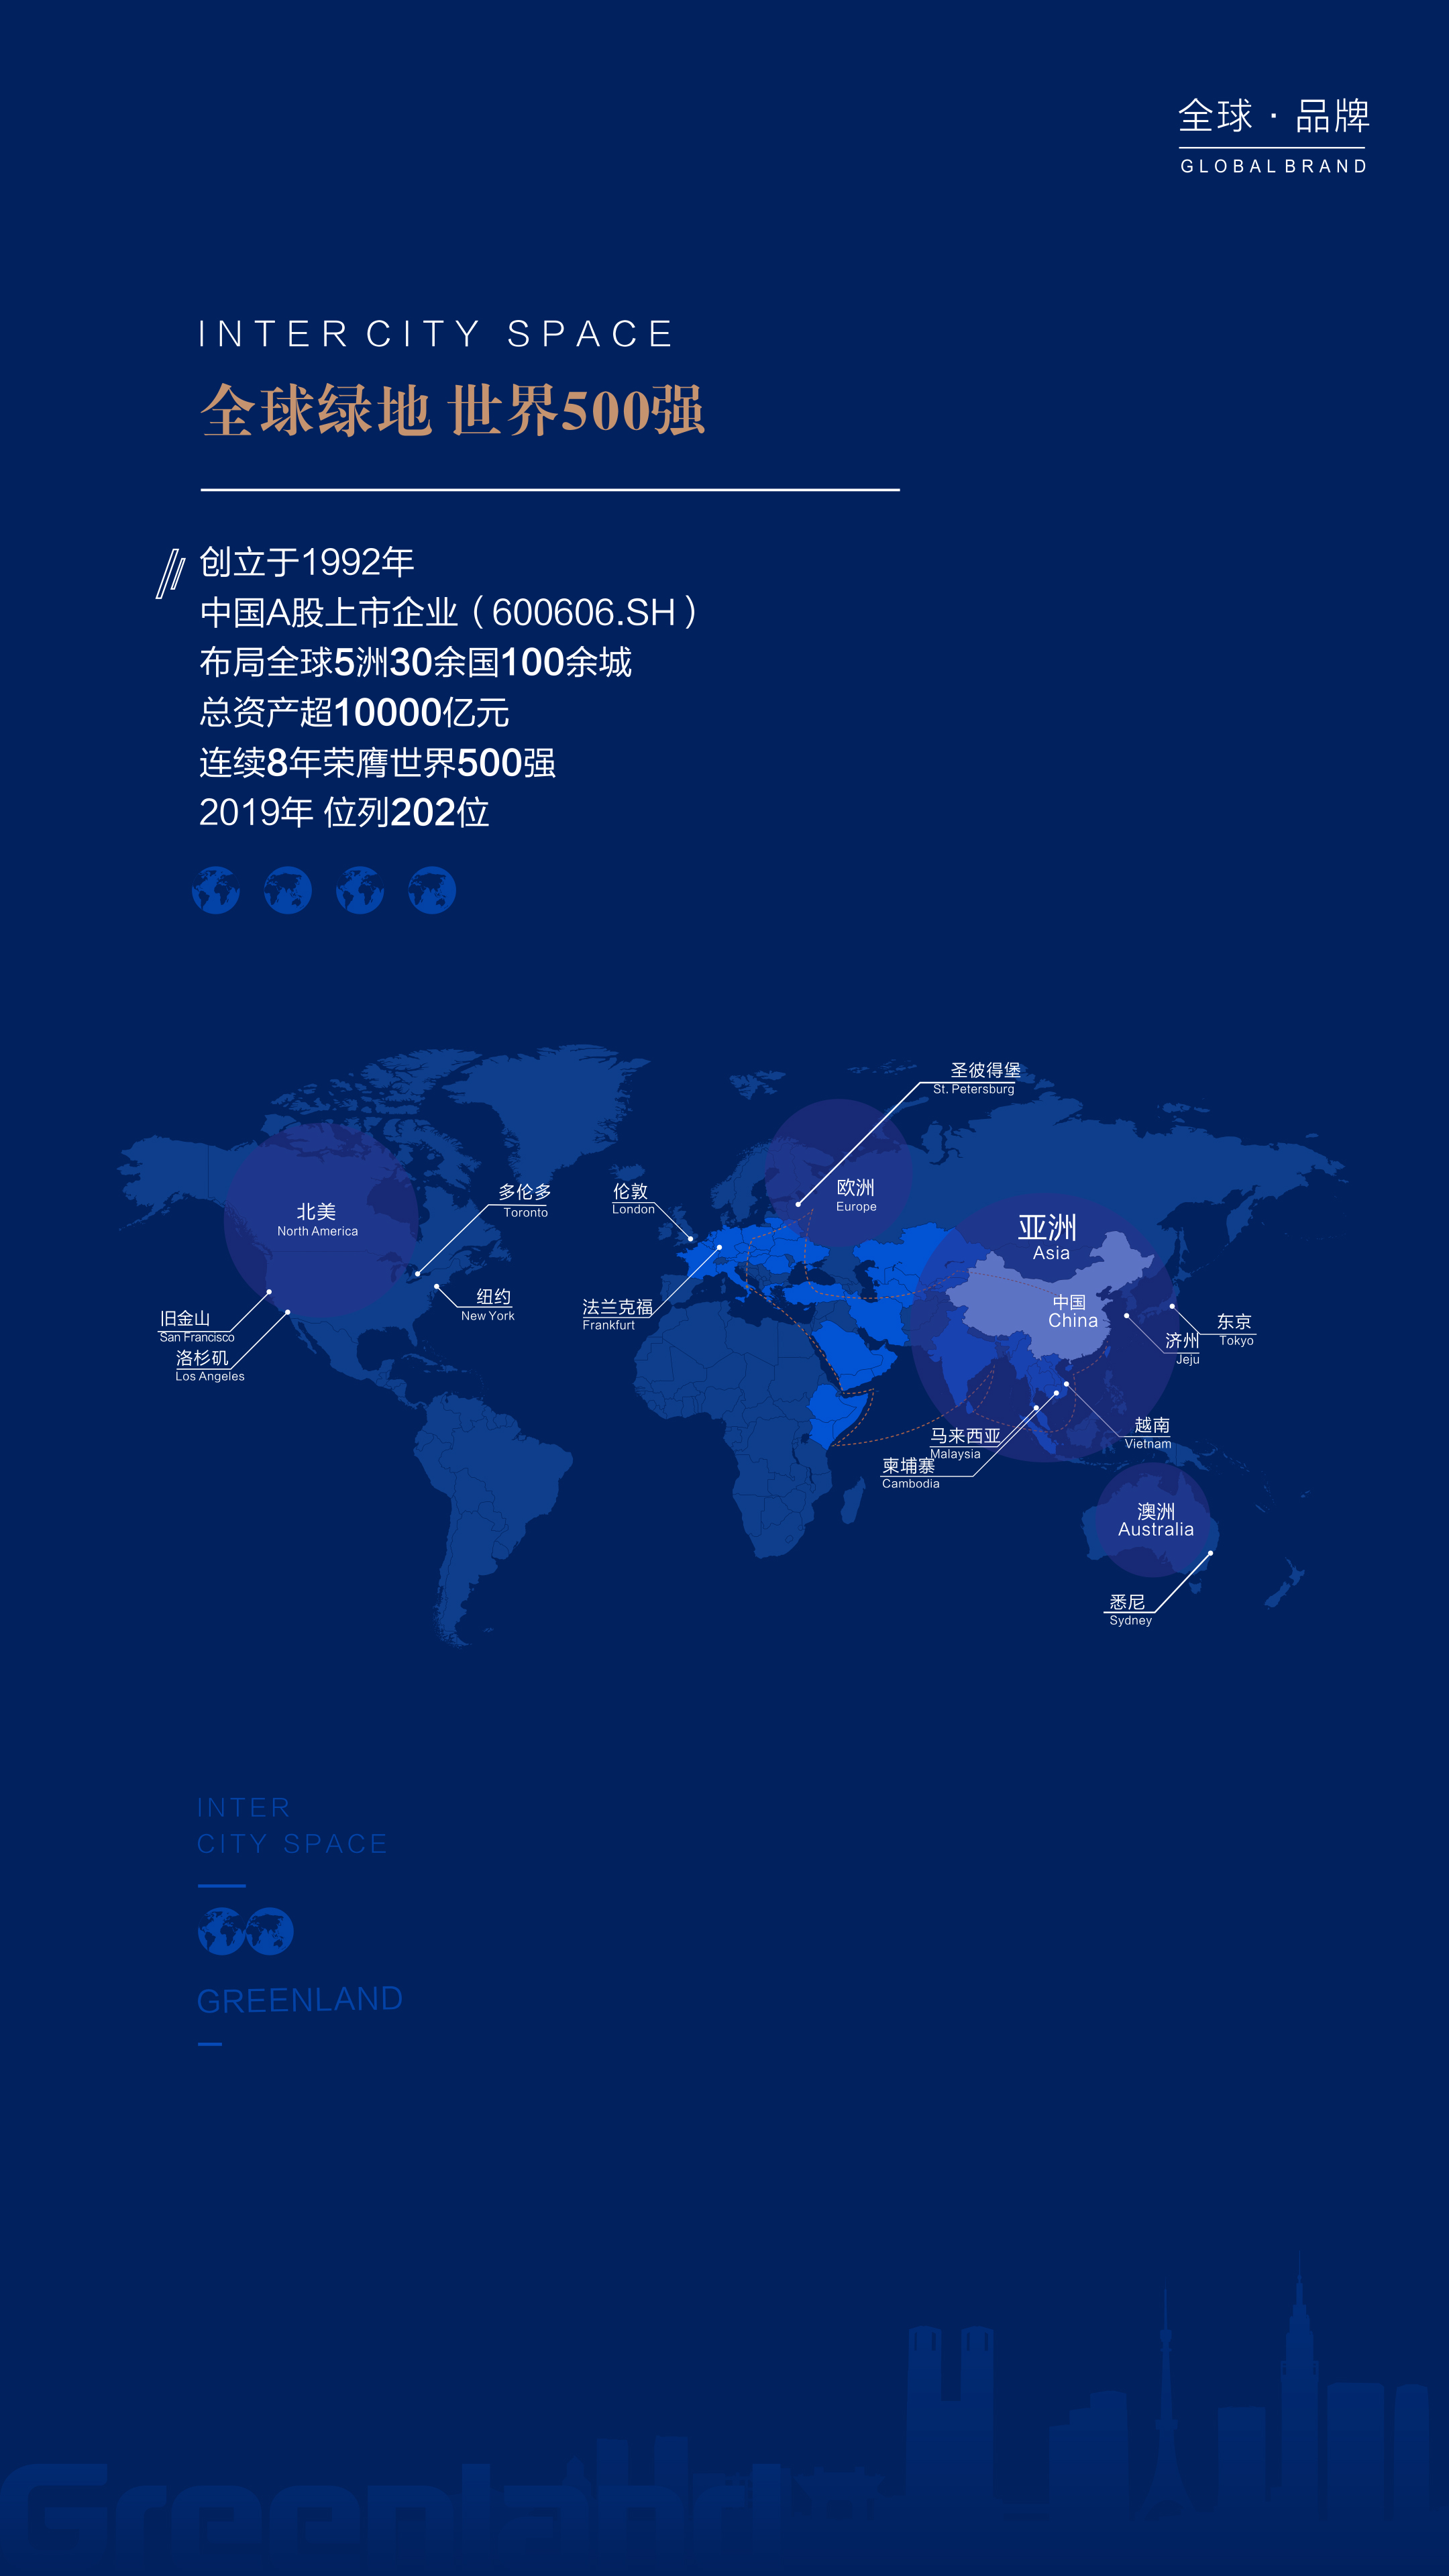 全球·品牌
GLOBAL BRAND
INTER CITY SPACE
全球绿地 世界500强
创立于1992年
中国A股上市企业（600606.SH）
布局全球5洲30余国100余城
总资产超10000亿元
连续8年荣膺世界500强
2019年 位列202位
圣彼得堡
St. Petersburg
欧洲
Europe
多伦多
Toronto
伦敦
London
北美
North America
亚洲
Asia
纽约
New York
法兰克福
Frankfurt
中国
China
旧金山
San Francisco
东京
Tokyo
济州
Jeju
洛杉矶
Los Angeles
越南
Vietnam
马来西亚
Malaysia
柬埔寨
Cambodia
澳洲
Australia
悉尼
Sydney
INTER
CITY SPACE
GREENLAND
Greenland